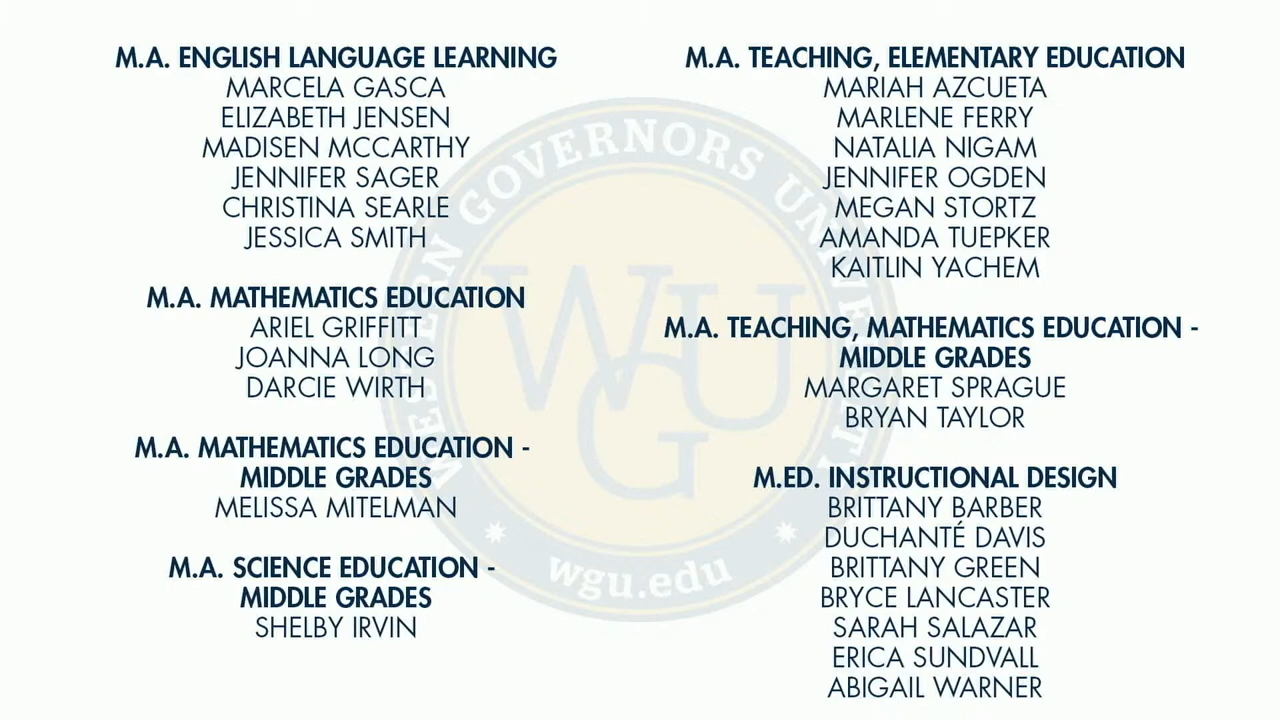 M.A. ENGLISH LANGUAGE LEARNING
MARCELA GASCA
ELIZABETH JENSEN
MADISEN MCCARTHY
JENNIFER SAGER
CHRISTINA SEARLE
JESSICA SMITH
M.A. MATHEMATICS EDUCATION
ARIEL GRIFFITT
JOANNA LONG
DARCIE WIRTH
M.A. MATHEMATICS EDUCATION -
MIDDLE GRADES
MELISSA MITELMAN
M.A. SCIENCE EDUCATION -
MIDDLE GRADES
SHELBY IRVIN
M.A. TEACHING, ELEMENTARY EDUCATION
MARIAH AZCUETA
MARLENE FERRY
NATALIA NIGAM
JENNIFER OGDEN
MEGAN STORTZ
AMANDA TUEPKER
KAITLIN YACHEM
M.A. TEACHING, MATHEMATICS EDUCATION -
MIDDLE GRADES
MARGARET SPRAGUE
BRYAN TAYLOR
M.ED. INSTRUCTIONAL DESIGN
BRITTANY BARBER
DUCHANTÉ DAVIS
BRITTANY GREEN
BRYCE LANCASTER
SARAH SALAZAR
ERICA SUNDVALL
ABIGAIL WARNER
WESTERN GOVERNORS UNIVERSITY
WGU
wgu.edu